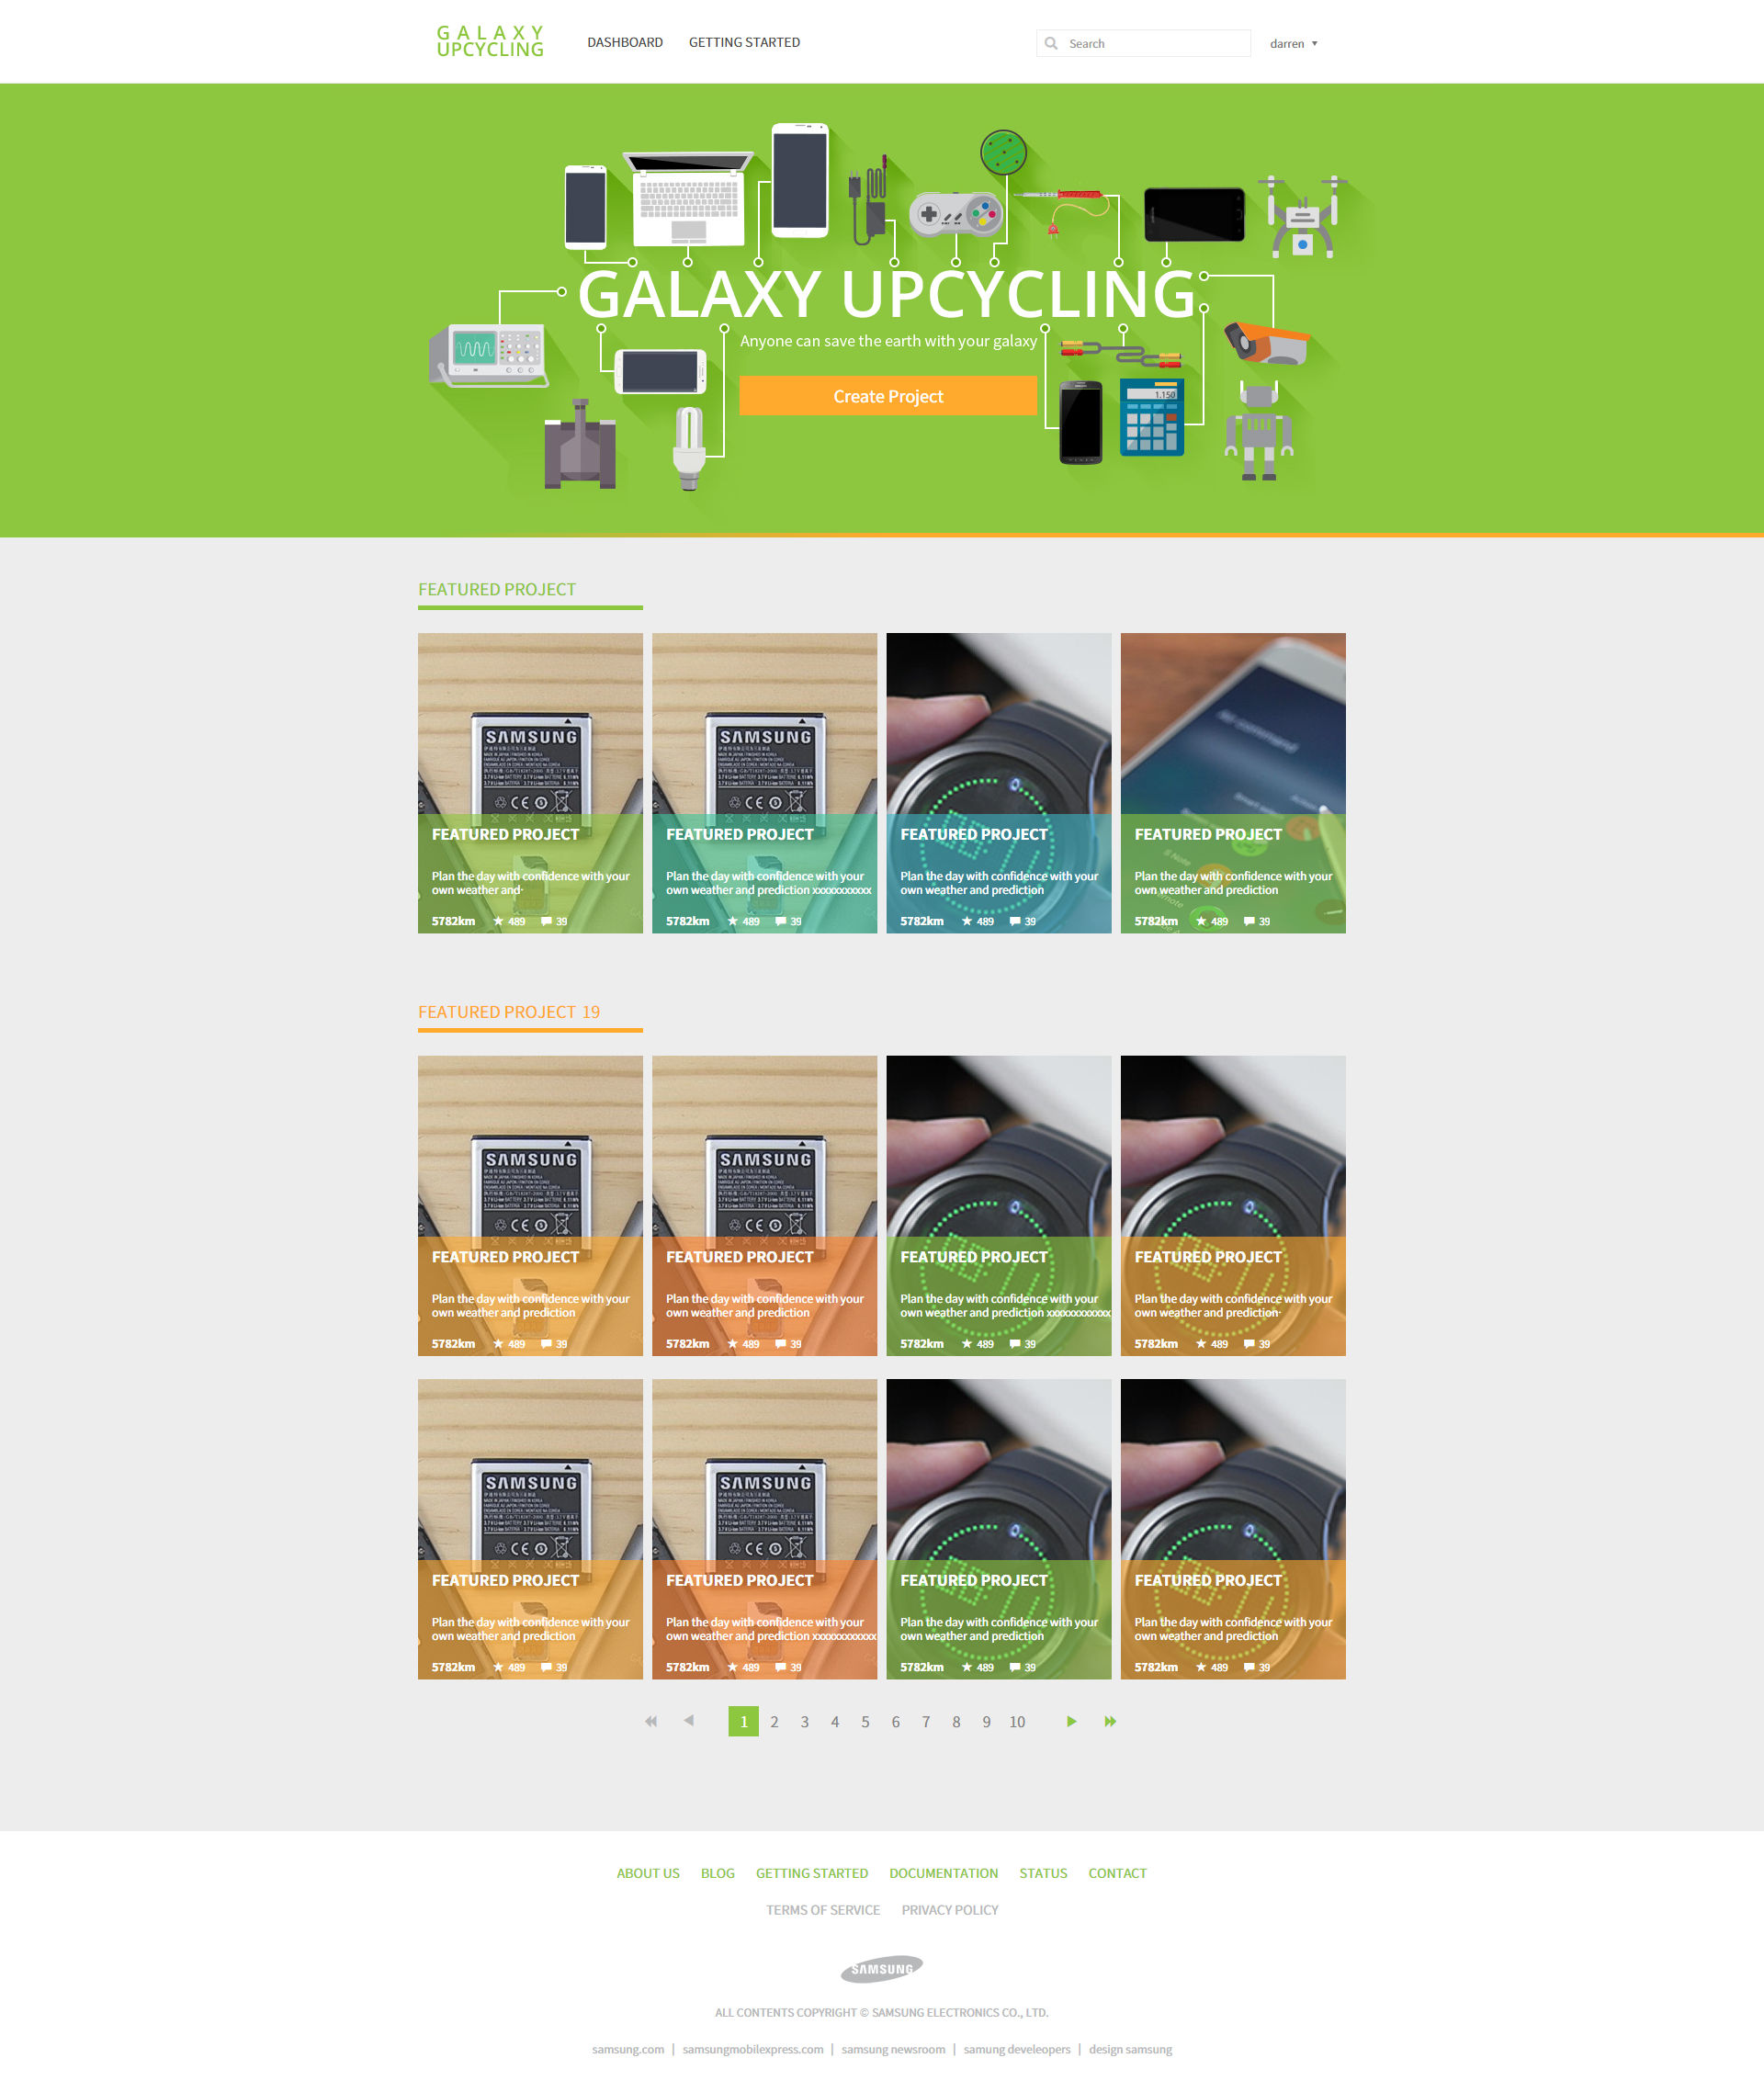 GALAXY
UPCYCLING
DASHBOARD GETTING STARTED
Search
darren
GALAXY UPCYCLING
Anyone can save the earth with your galaxy
Create Project
1.150
FEATURED PROJECT
SAMSUNG
FEATURED PROJECT
Plan the day with confidence with your
own weather and·
5782km 489 39
SAMSUNG
FEATURED PROJECT
Plan the day with confidence with your
own weather and prediction xxxxxxxxxxx
5782km 489 39
FEATURED PROJECT
Plan the day with confidence with your
own weather and prediction
5782km 489 39
FEATURED PROJECT
Plan the day with confidence with your
own weather and prediction
5782km 489 39
FEATURED PROJECT 19
SAMSUNG
FEATURED PROJECT
Plan the day with confidence with your
own weather and prediction
5782km 489 39
SAMSUNG
FEATURED PROJECT
Plan the day with confidence with your
own weather and prediction
5782km 489 39
FEATURED PROJECT
Plan the day with confidence with your
own weather and prediction xxxxxxxxxxxx
5782km 489 39
FEATURED PROJECT
Plan the day with confidence with your
own weather and prediction·
5782km 489 39
SAMSUNG
FEATURED PROJECT
Plan the day with confidence with your
own weather and prediction
5782km 489 39
SAMSUNG
FEATURED PROJECT
Plan the day with confidence with your
own weather and prediction xxxxxxxxxxxx
5782km 489 39
FEATURED PROJECT
Plan the day with confidence with your
own weather and prediction
5782km 489 39
FEATURED PROJECT
Plan the day with confidence with your
own weather and prediction
5782km 489 39
1 2 3 4 5 6 7 8 9 10
ABOUT US BLOG GETTING STARTED DOCUMENTATION STATUS CONTACT
TERMS OF SERVICE PRIVACY POLICY
SAMSUNG
ALL CONTENTS COPYRIGHT © SAMSUNG ELECTRONICS CO., LTD.
samsung.com | samsungmobilexpress.com | samsung newsroom | samung develeopers | design samsung